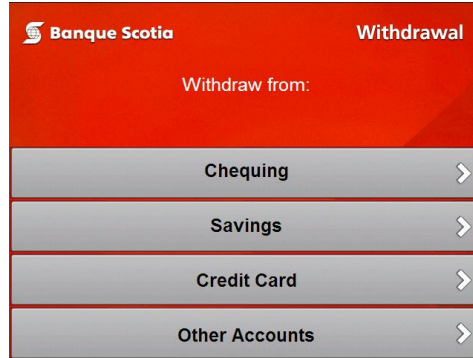 Banque Scotia Withdrawal
Withdraw from:
Chequing
Savings
Credit Card
Other Accounts